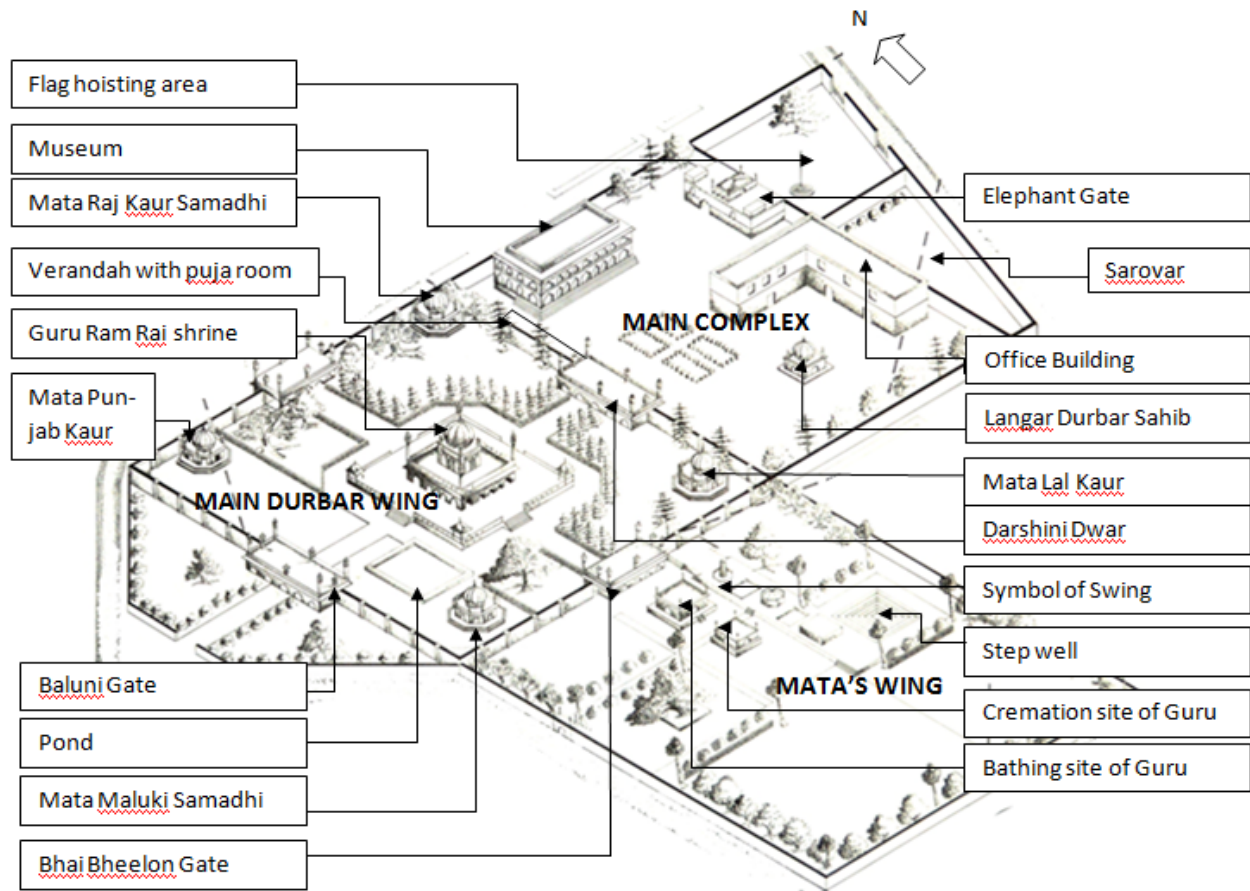 N
Flag hoisting area
Museum
Mata Raj Kaur Samadhi
Verandah with puja room
Guru Ram Rai shrine
Mata Pun-
jab Kaur
Elephant Gate
Sarovar
MAIN COMPLEX
Office Building
Langar Durbar Sahib
Mata Lal Kaur
Darshini Dwar
MAIN DURBAR WING
Symbol of Swing
Step well
MATA'S WING
Cremation site of Guru
Bathing site of Guru
Baluni Gate
Pond
Mata Maluki Samadhi
Bhai Bheelon Gate